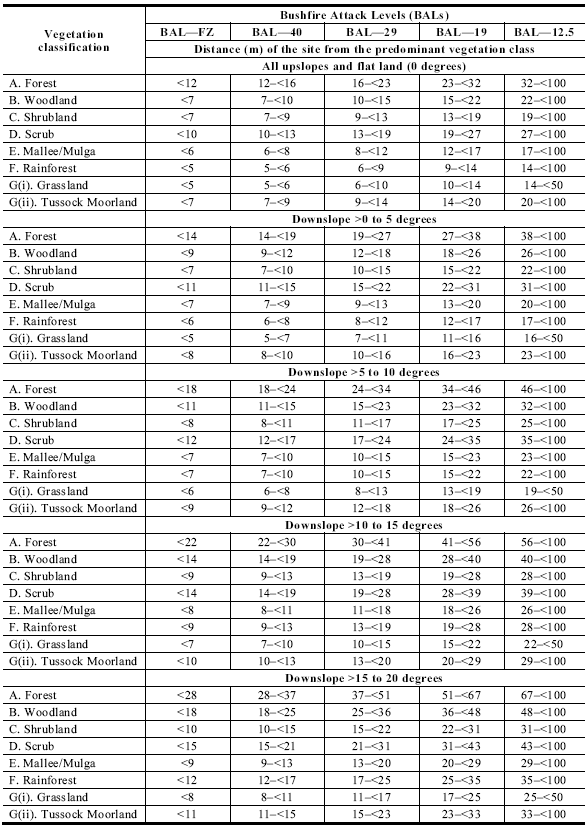 Vegetation classification
Bushfire Attack Levels (BALs)
BAL—FZ BAL—40 BAL—29 BAL—19 BAL—12.5
Distance (m) of the site from the predominant vegetation class
All upslopes and flat land (0 degrees)
A. Forest <12 12–<16 16–<23 23–<32 32–<100
B. Woodland <7 7–<10 10–<15 15–<22 22–<100
C. Shrubland <7 7–<9 9–<13 13–<19 19–<100
D. Scrub <10 10–<13 13–<19 19–<27 27–<100
E. Mallee/Mulga <6 6–<8 8–<12 12–<17 17–<100
F. Rainforest <5 5–<6 6–<9 9–<14 14–<100
G(i). Grassland <5 5–<6 6–<10 10–<14 14–<50
G(ii). Tussock Moorland <7 7–<9 9–<14 14–<20 20–<100
Downslope >0 to 5 degrees
A. Forest <14 14–<19 19–<27 27–<38 38–<100
B. Woodland <9 9–<12 12–<18 18–<26 26–<100
C. Shrubland <7 7–<10 10–<15 15–<22 22–<100
D. Scrub <11 11–<15 15–<22 22–<31 31–<100
E. Mallee/Mulga <7 7–<9 9–<13 13–<20 20–<100
F. Rainforest <6 6–<8 8–<12 12–<17 17–<100
G(i). Grassland <5 5–<7 7–<11 11–<16 16–<50
G(ii). Tussock Moorland <8 8–<10 10–<16 16–<23 23–<100
Downslope >5 to 10 degrees
A. Forest <18 18–<24 24–<34 34–<46 46–<100
B. Woodland <11 11–<15 15–<23 23–<32 32–<100
C. Shrubland <8 8–<11 11–<17 17–<25 25–<100
D. Scrub <12 12–<17 17–<24 24–<35 35–<100
E. Mallee/Mulga <7 7–<10 10–<15 15–<23 23–<100
F. Rainforest <7 7–<10 10–<15 15–<22 22–<100
G(i). Grassland <6 6–<8 8–<13 13–<19 19–<50
G(ii). Tussock Moorland <9 9–<12 12–<18 18–<26 26–<100
Downslope >10 to 15 degrees
A. Forest <22 22–<30 30–<41 41–<56 56–<100
B. Woodland <14 14–<19 19–<28 28–<40 40–<100
C. Shrubland <9 9–<13 13–<19 19–<28 28–<100
D. Scrub <14 14–<19 19–<28 28–<39 39–<100
E. Mallee/Mulga <8 8–<11 11–<18 18–<26 26–<100
F. Rainforest <9 9–<13 13–<19 19–<28 28–<100
G(i). Grassland <7 7–<10 10–<15 15–<22 22–<50
G(ii). Tussock Moorland <10 10–<13 13–<20 20–<29 29–<100
Downslope >15 to 20 degrees
A. Forest <28 28–<37 37–<51 51–<67 67–<100
B. Woodland <18 18–<25 25–<36 36–<48 48–<100
C. Shrubland <10 10–<15 15–<22 22–<31 31–<100
D. Scrub <15 15–<21 21–<31 31–<43 43–<100
E. Mallee/Mulga <9 9–<13 13–<20 20–<29 29–<100
F. Rainforest <12 12–<17 17–<25 25–<35 35–<100
G(i). Grassland <8 8–<11 11–<17 17–<25 25–<50
G(ii). Tussock Moorland <11 11–<15 15–<23 23–<33 33–<100